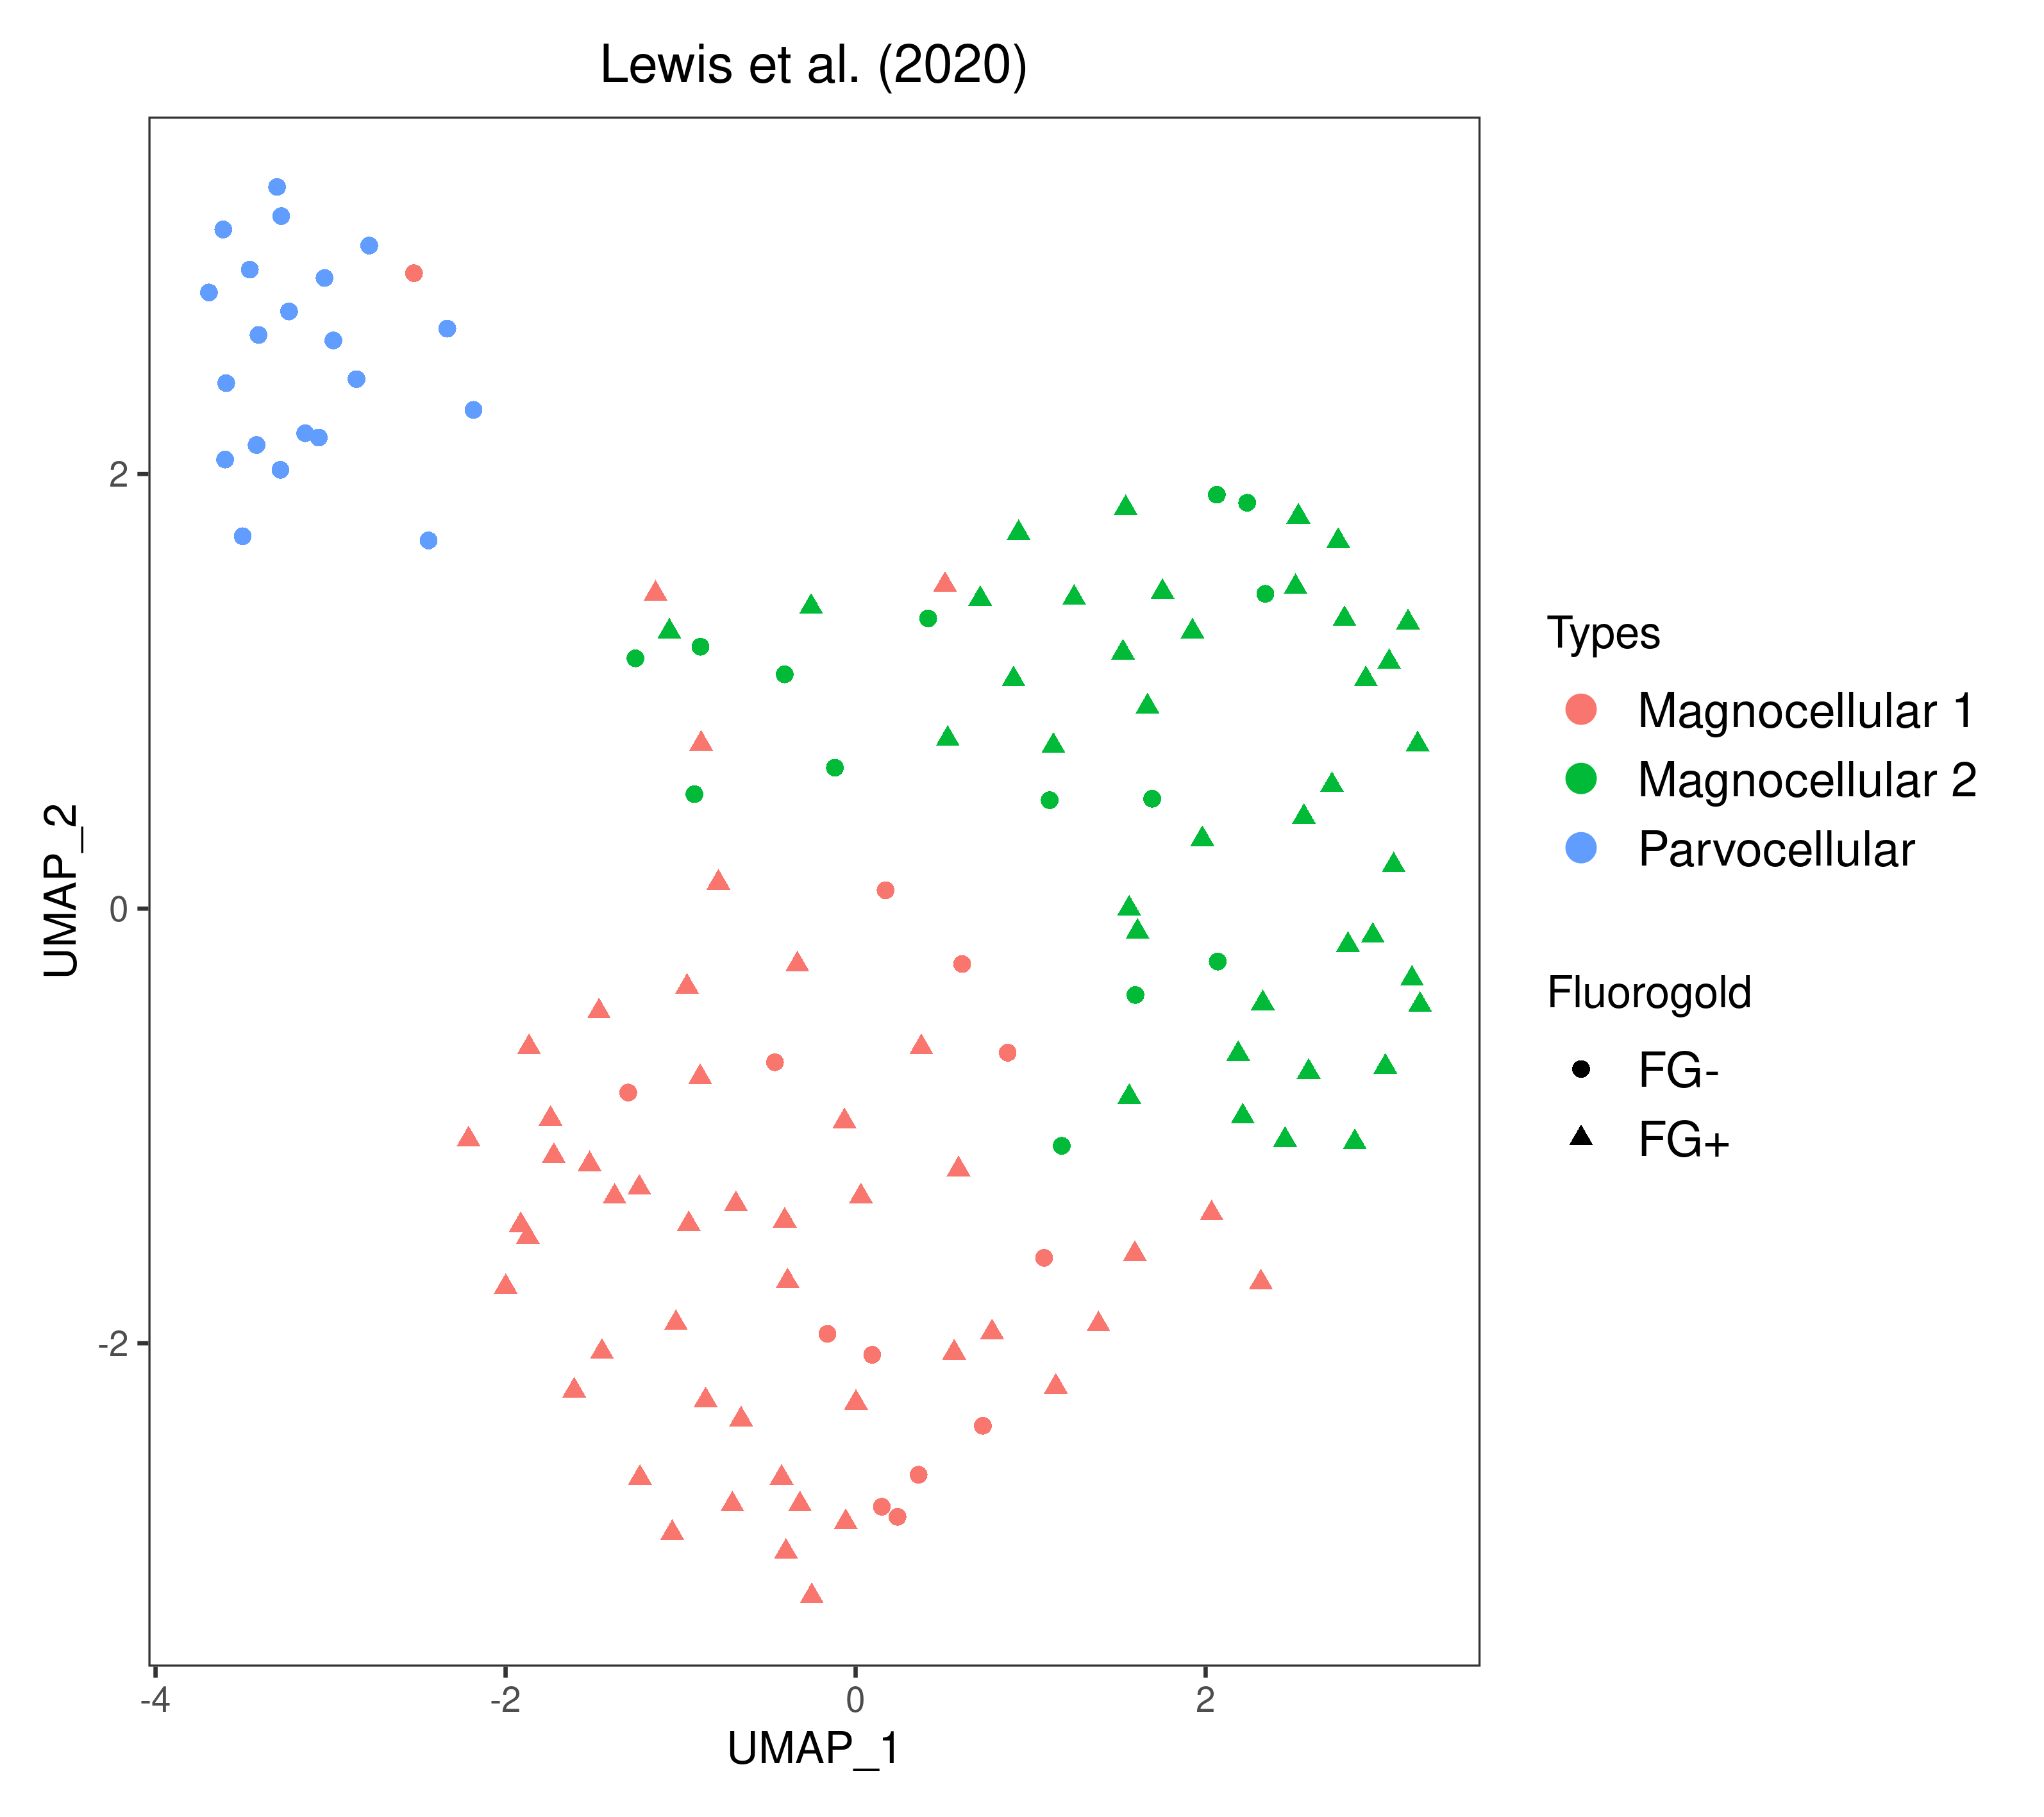 Lewis et al. (2020)
UMAP_2
2
0
-2
-4
-2
0
2
UMAP_1
Types
Magnocellular 1
Magnocellular 2
Parvocellular
Fluorogold
FG-
FG+